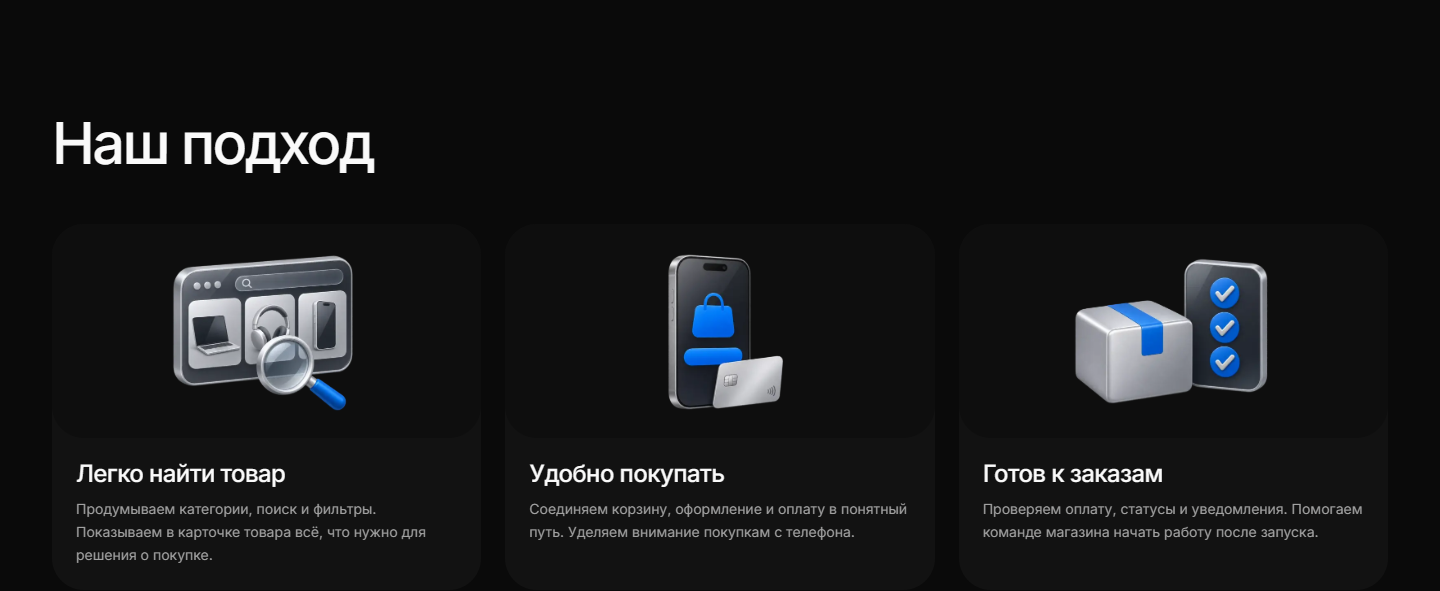 Наш подход
Легко найти товар
Продумываем категории, поиск и фильтры.
Показываем в карточке товара всё, что нужно для
решения о покупке.
Удобно покупать
Соединяем корзину, оформление и оплату в понятный
путь. Уделяем внимание покупкам с телефона.
Готов к заказам
Проверяем оплату, статусы и уведомления. Помогаем
команде магазина начать работу после запуска.